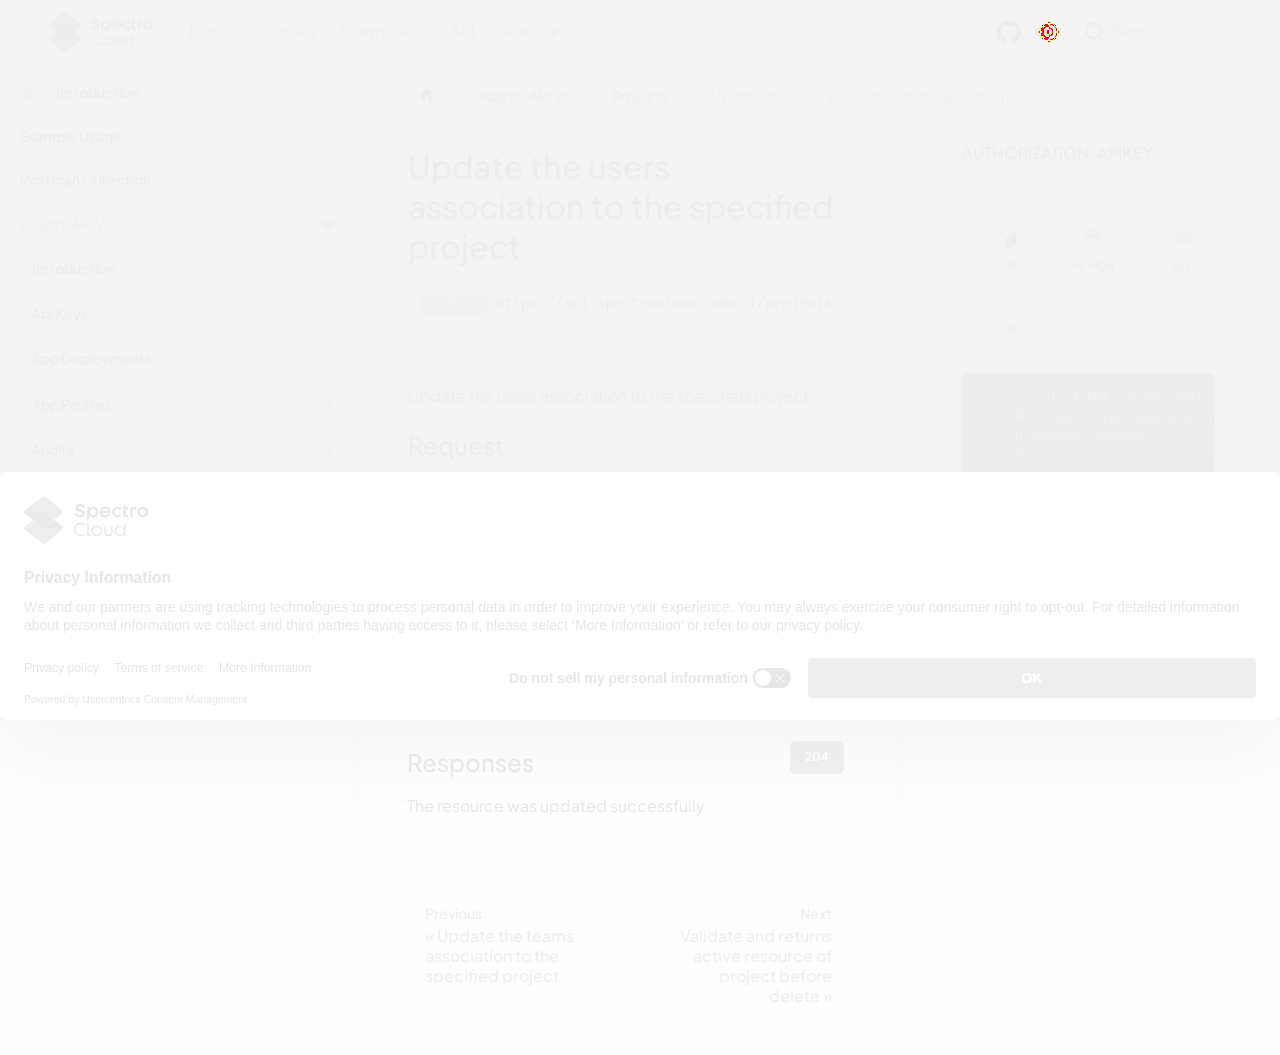 Spectro
Cloud
Docs Tutorials Downloads API latest
Search
Introduction
Palette API V1
Projects
Update the users association to the specified project
Example Usage
Postman Collection
Palette API V1
Introduction
Api Keys
App Deployments
App Profiles
Audits
Update the users
association to the specified
project
https://api.spectrocloud.com/v1/projects/
Update the users association to the specified project
Request
AUTHORIZATION: APIKEY
CURL
PYTHON
GO
CURL
Spectro
Cloud
Privacy Information
We and our partners are using tracking technologies to process personal data in order to improve your experience. You may always exercise your consumer right to opt-out. For detailed information
about personal information we collect and third parties having access to it, please select 'More Information' or refer to our privacy policy.
Privacy policy Terms of service More Information
Do not sell my personal information
OK
Powered by Usercentrics Consent Management
Responses
204
The resource was updated successfully
Previous
« Update the teams
association to the
specified project
Next
Validate and returns
active resource of
project before
delete »